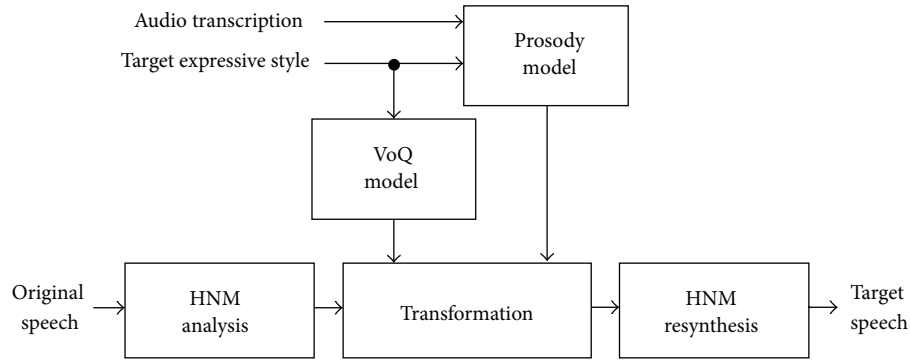 Audio transcription
Target expressive style
Prosody
model
VoQ
model
Original
speech
HNM
analysis
Transformation
HNM
resynthesis
Target
speech